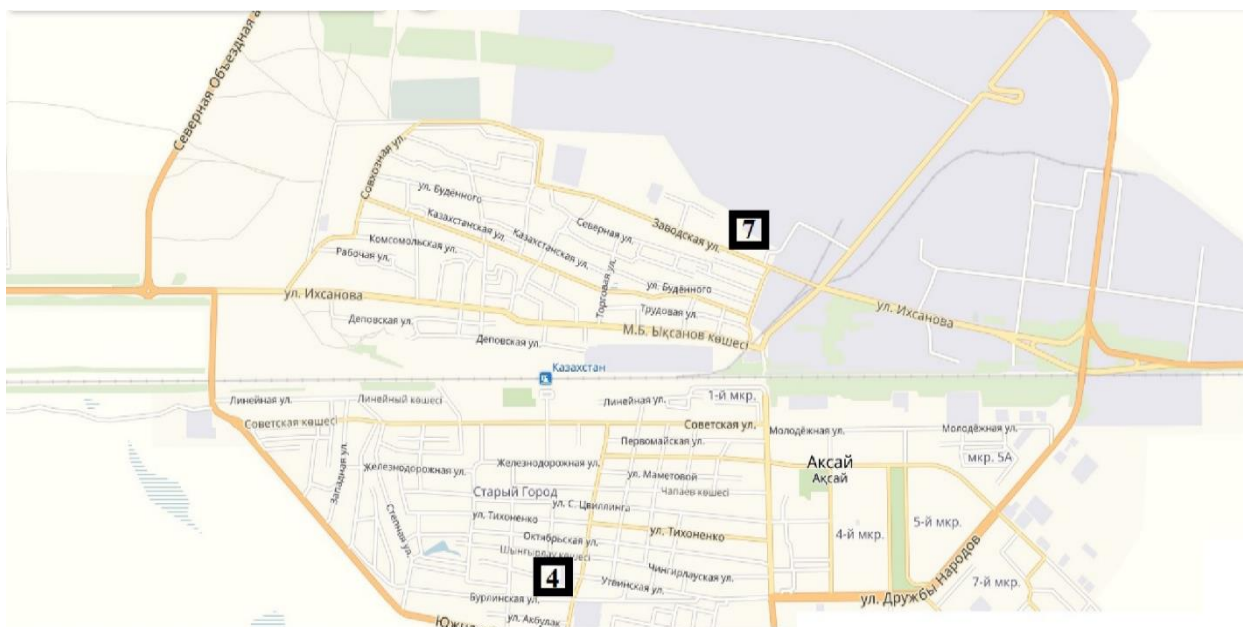 Северная Объездная а
Совхозная ул.
ул. Будённого
Казахстанская ул.
Северная ул.
Заводская ул.
7
Казахстанская ул.
Комсомольская ул.
Рабочая ул.
Торговая ул.
ул. Будённого
ул. Ихсанова
Трудовая ул.
ул. Ихсанова
Деповская ул.
М.Б. Ықсанов көшесі
Деповская ул.
Казахстан
Линейная ул.
Линейный көшесі
Линейная ул.
1-й мкр.
Советская көшесі
Советская ул.
Молодёжная ул.
Молодёжная ул.
Первомайская ул.
Западная ул.
Железнодорожная ул.
Железнодорожная ул.
ул. Маметовой
Аксай
Ақсай
мкр. 5А
Старый Город
Чапаев көшесі
ул. С. Цвиллинга
Степная ул.
ул. Тихоненко
ул. Тихоненко
4-й мкр.
5-й мкр.
Октябрьская ул.
Шыңғырлау көшесі
4
Чингирлауская ул.
Утвинская ул.
7-й мкр.
Бурлинская ул.
ул. Дружбы Народов
ул. Акбулак